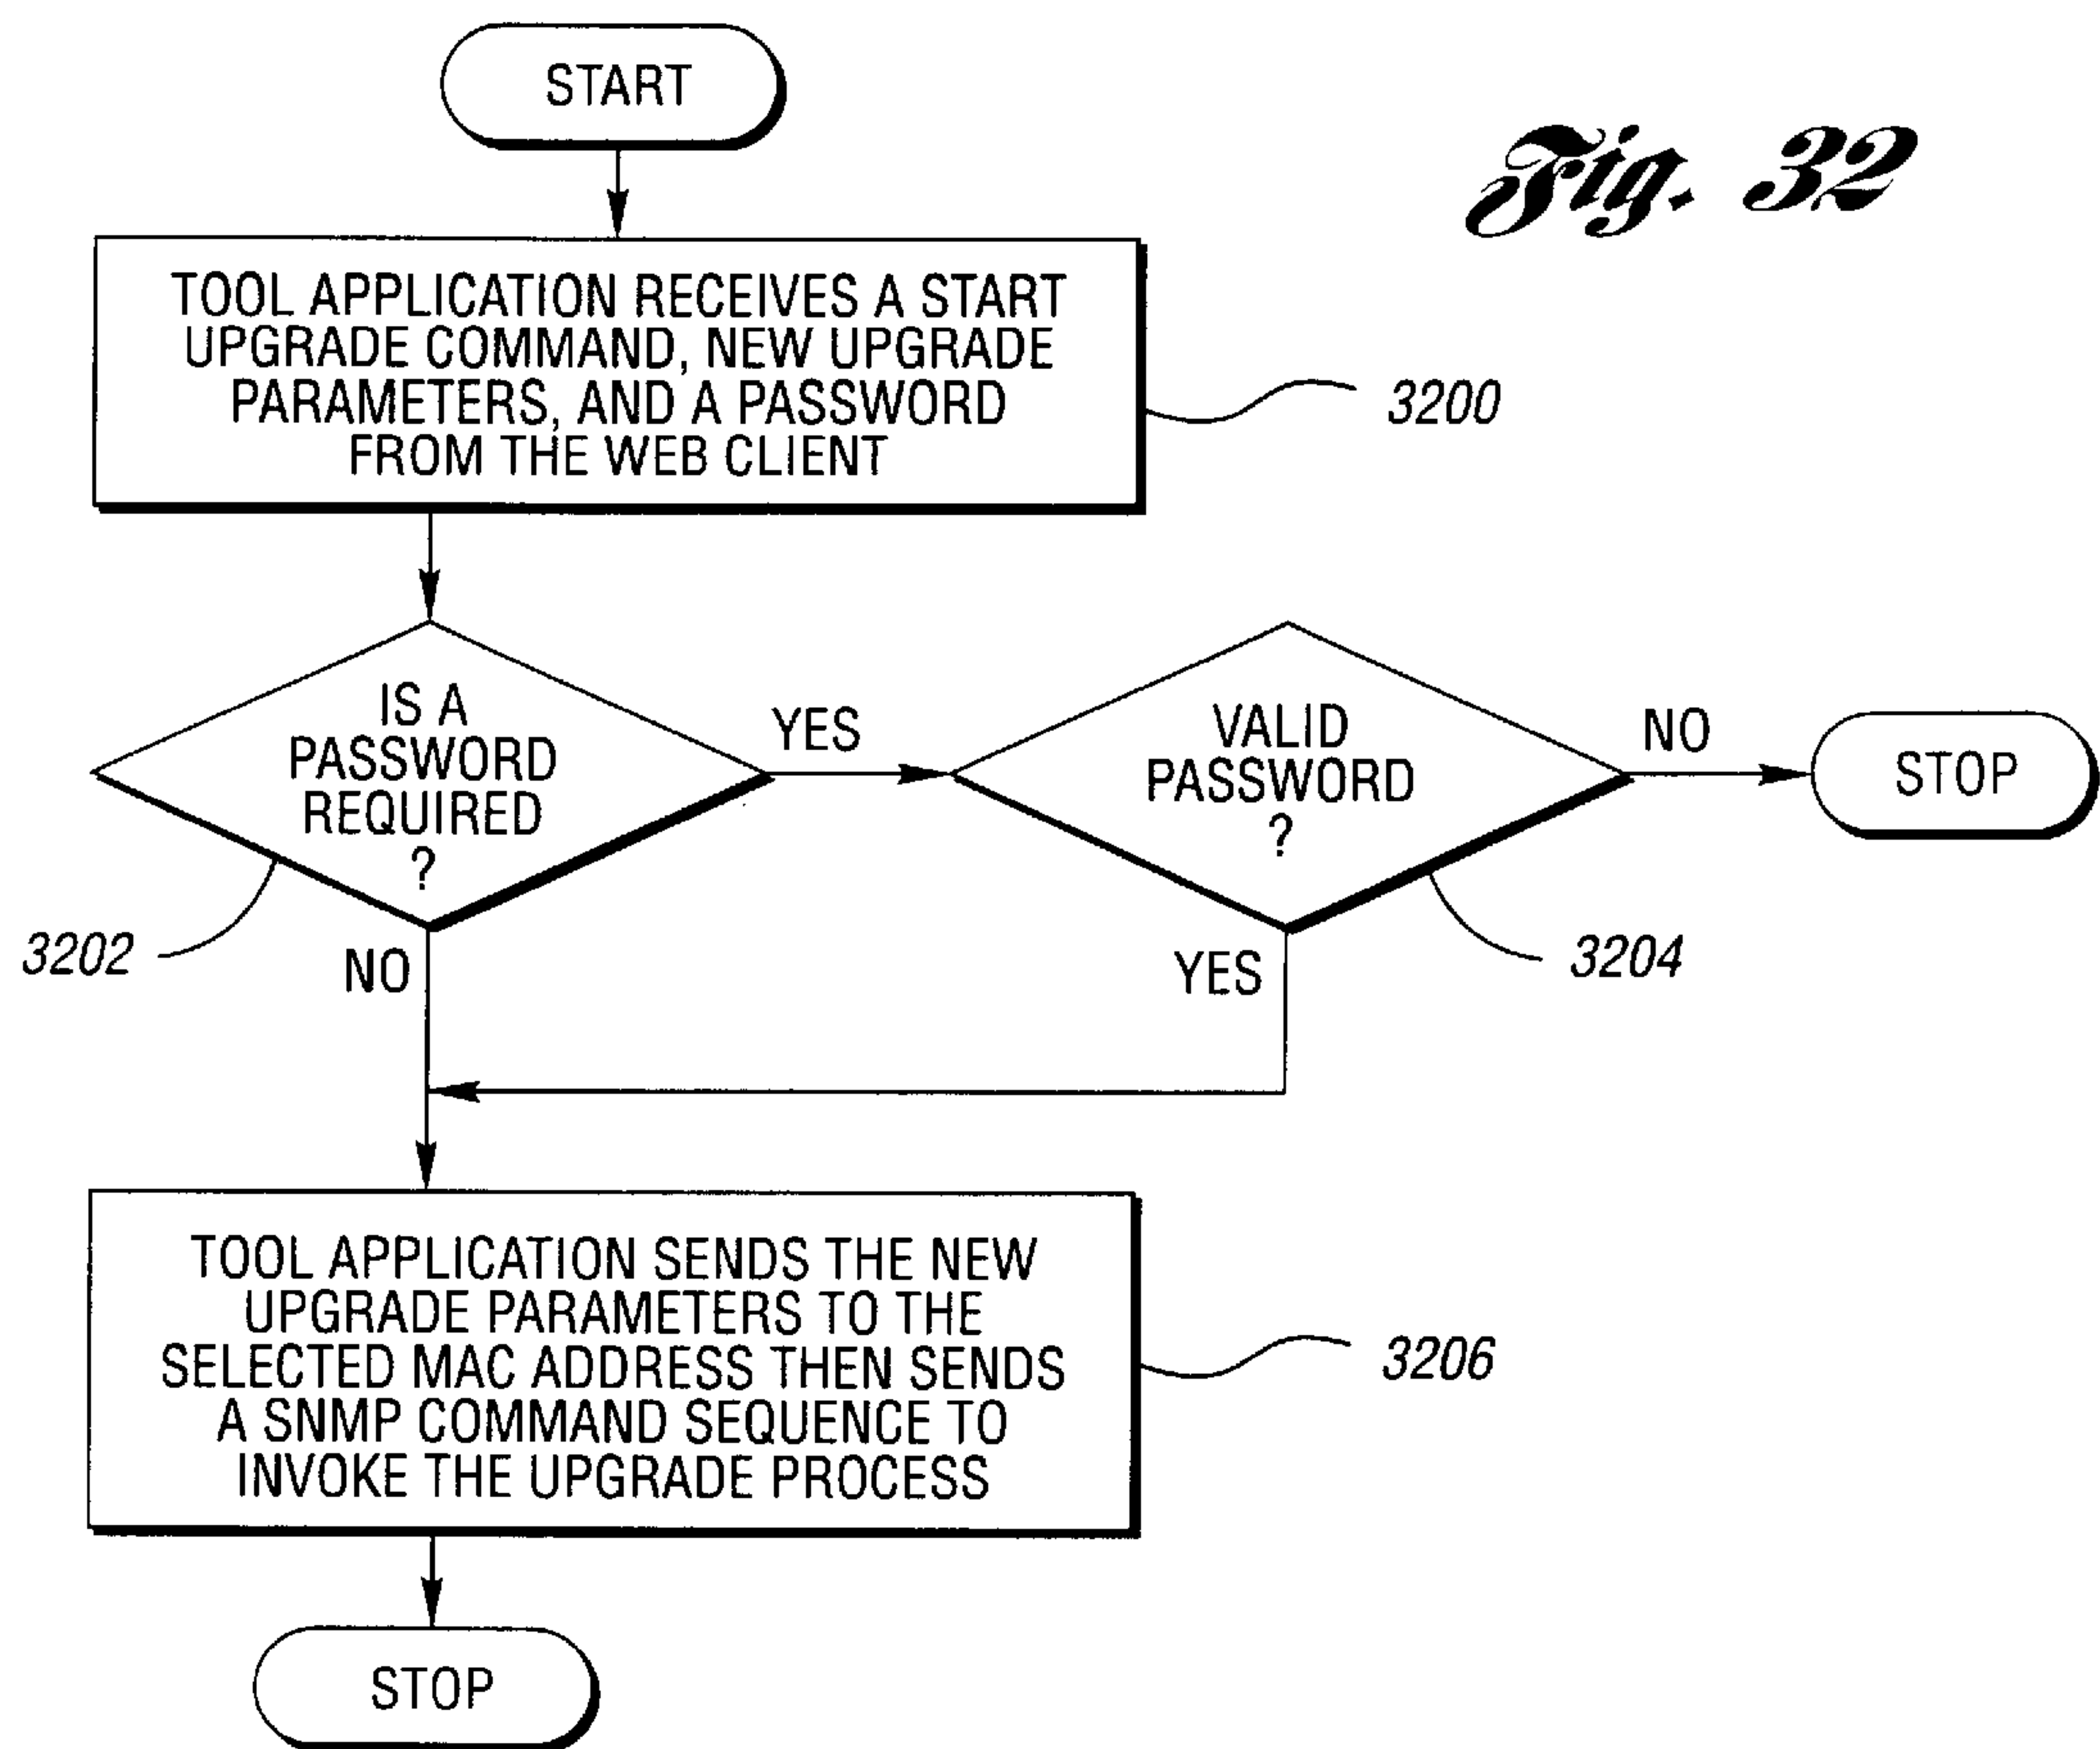 START
Fig. 32
TOOL APPLICATION RECEIVES A START
UPGRADE COMMAND, NEW UPGRADE
PARAMETERS, AND A PASSWORD
FROM THE WEB CLIENT
3200
IS A
PASSWORD
REQUIRED
?
YES
VALID
PASSWORD
?
NO
STOP
3202
NO
YES
3204
TOOL APPLICATION SENDS THE NEW
UPGRADE PARAMETERS TO THE
SELECTED MAC ADDRESS THEN SENDS
A SNMP COMMAND SEQUENCE TO
INVOKE THE UPGRADE PROCESS
3206
STOP